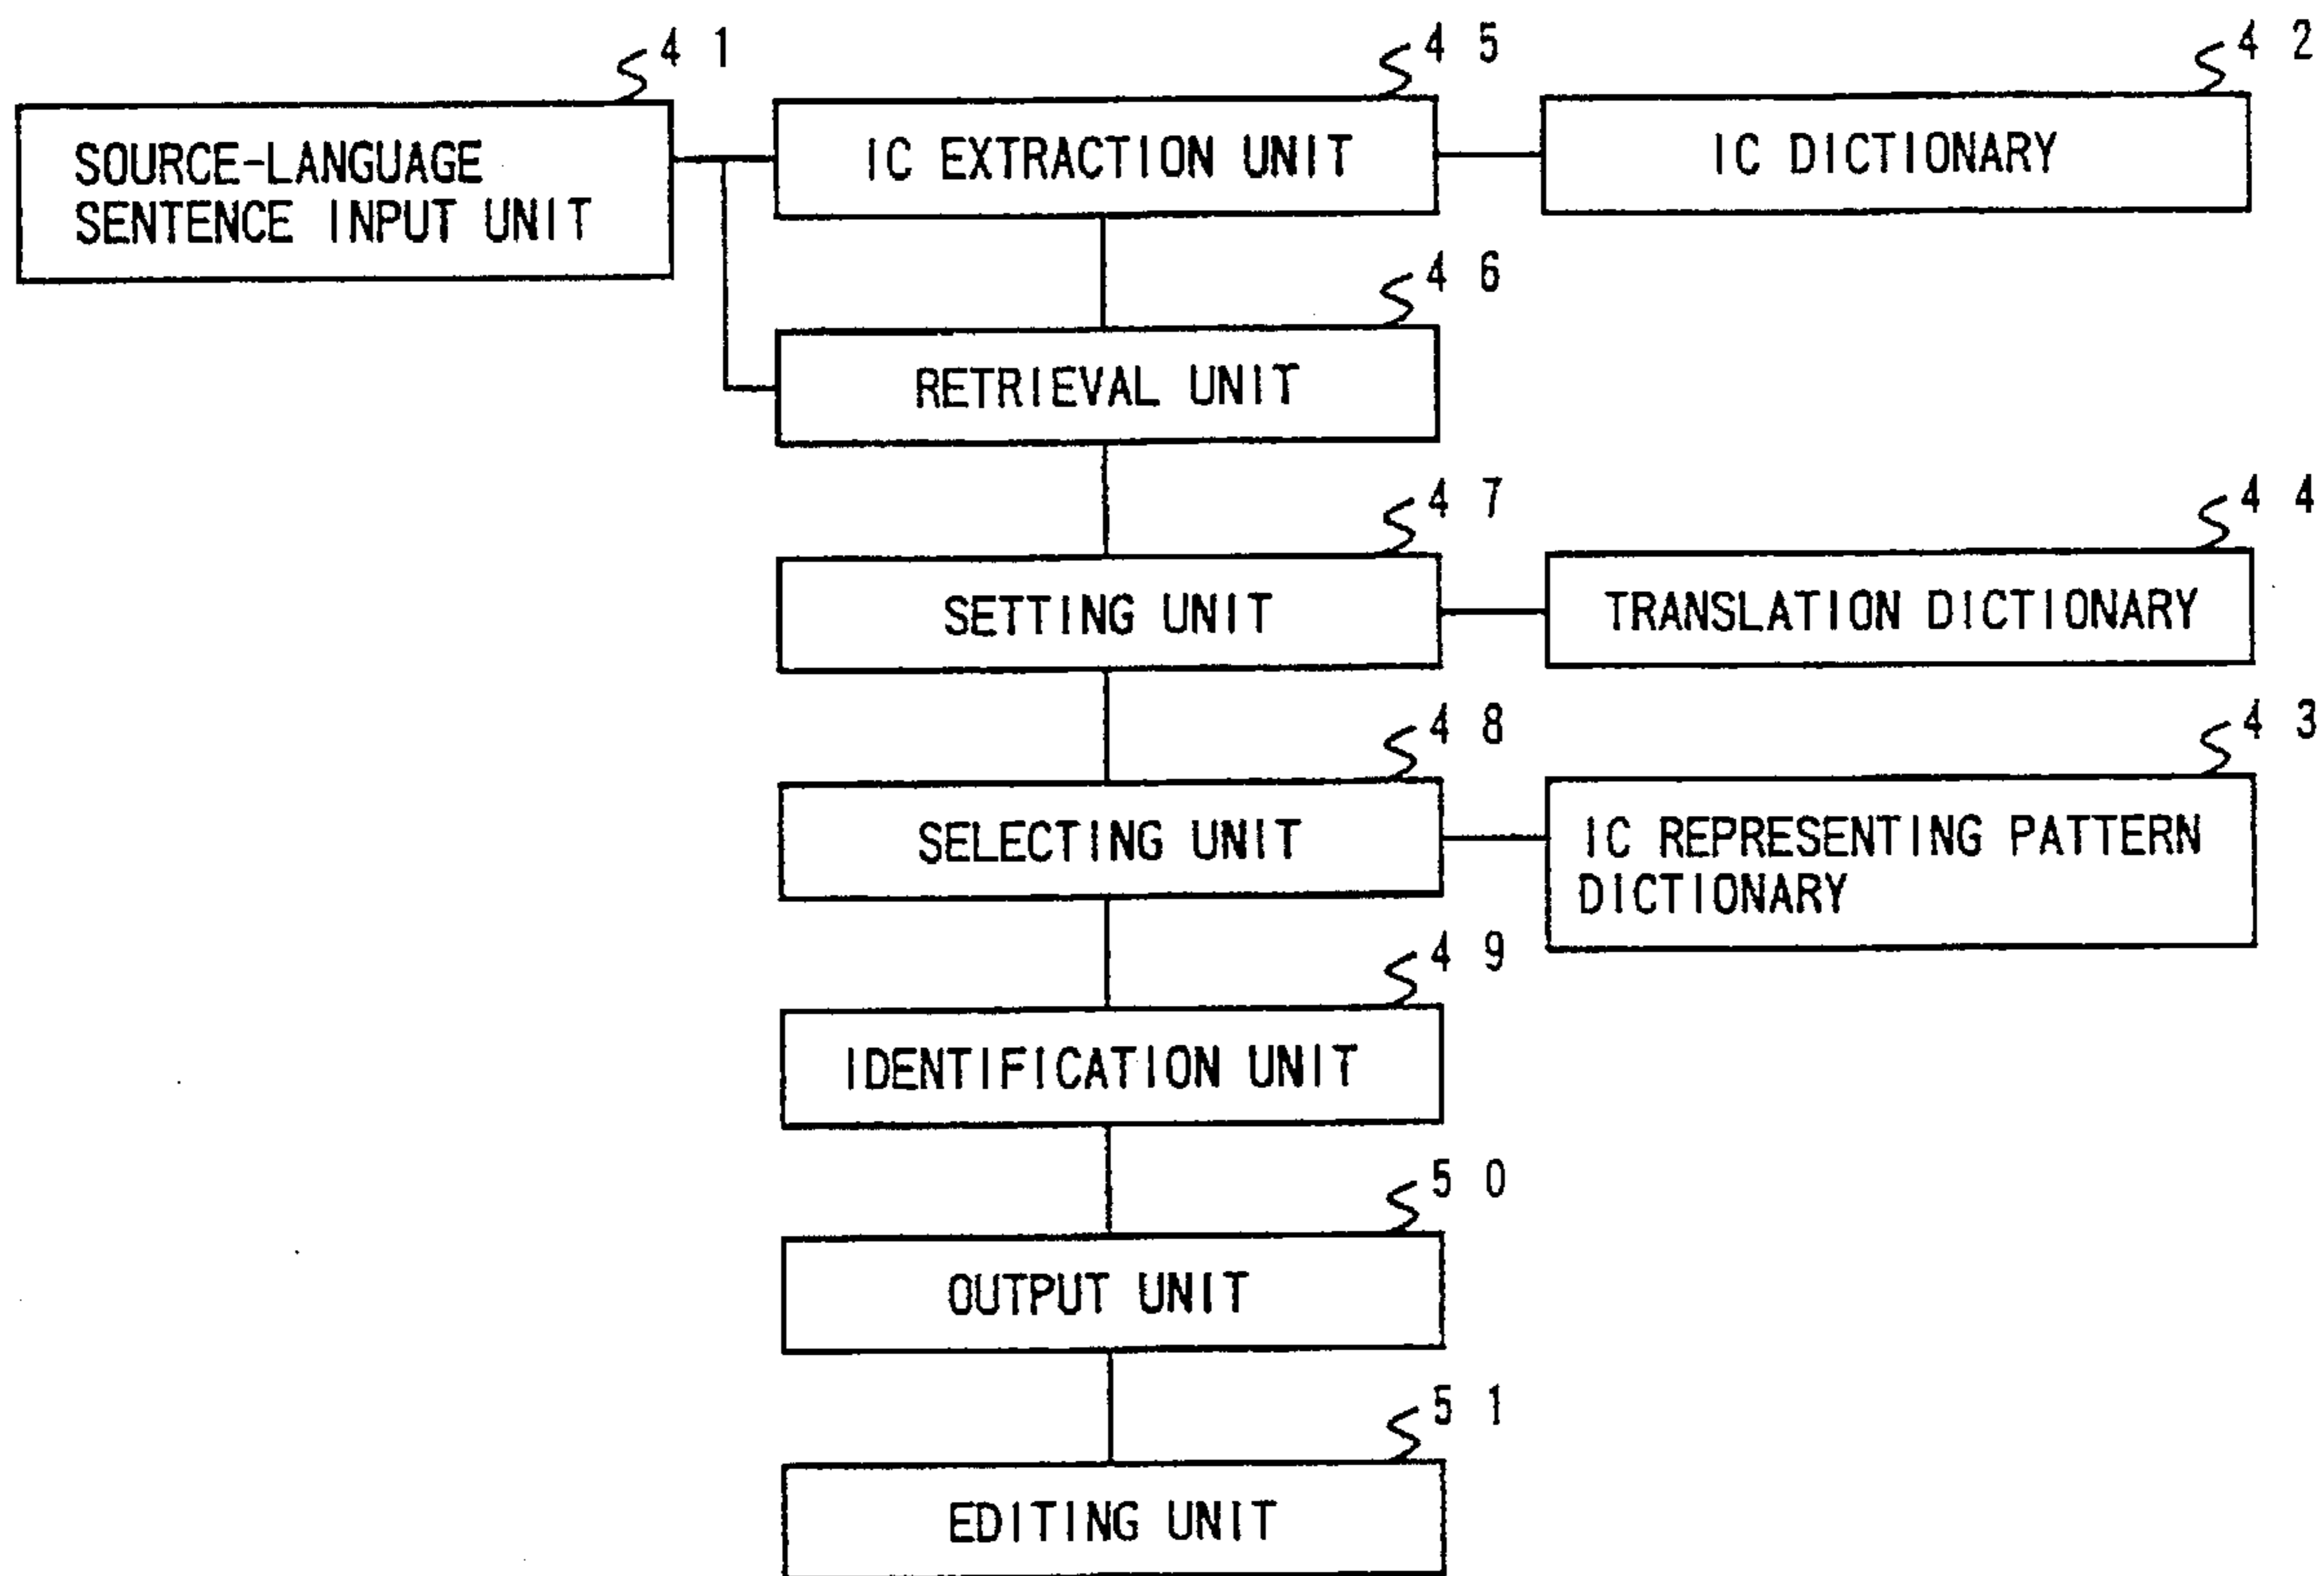 41
45
42
SOURCE-LANGUAGE
SENTENCE INPUT UNIT
IC EXTRACTION UNIT
IC DICTIONARY
46
RETRIEVAL UNIT
47
44
SETTING UNIT
TRANSLATION DICTIONARY
48
43
SELECTING UNIT
IC REPRESENTING PATTERN
DICTIONARY
49
IDENTIFICATION UNIT
50
OUTPUT UNIT
51
EDITING UNIT